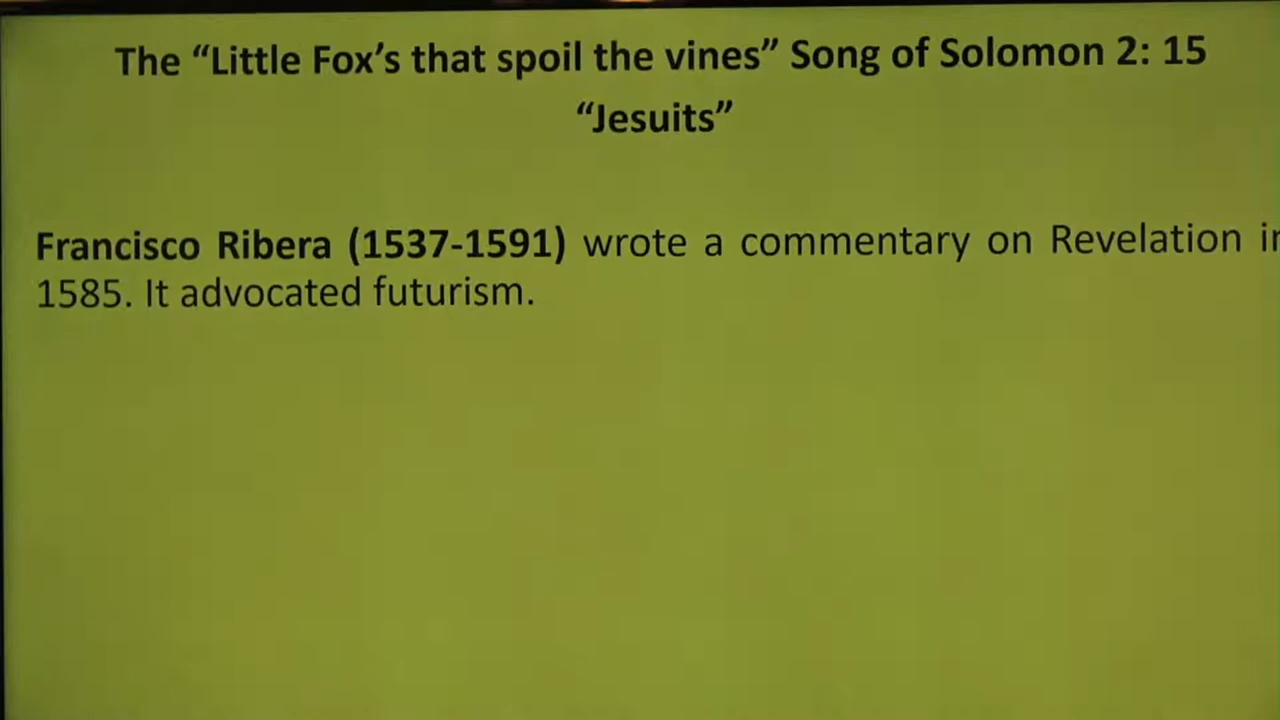 The “Little Fox’s that spoil the vines” Song of Solomon 2: 15
“Jesuits”
Francisco Ribera (1537-1591) wrote a commentary on Revelation in
1585. It advocated futurism.